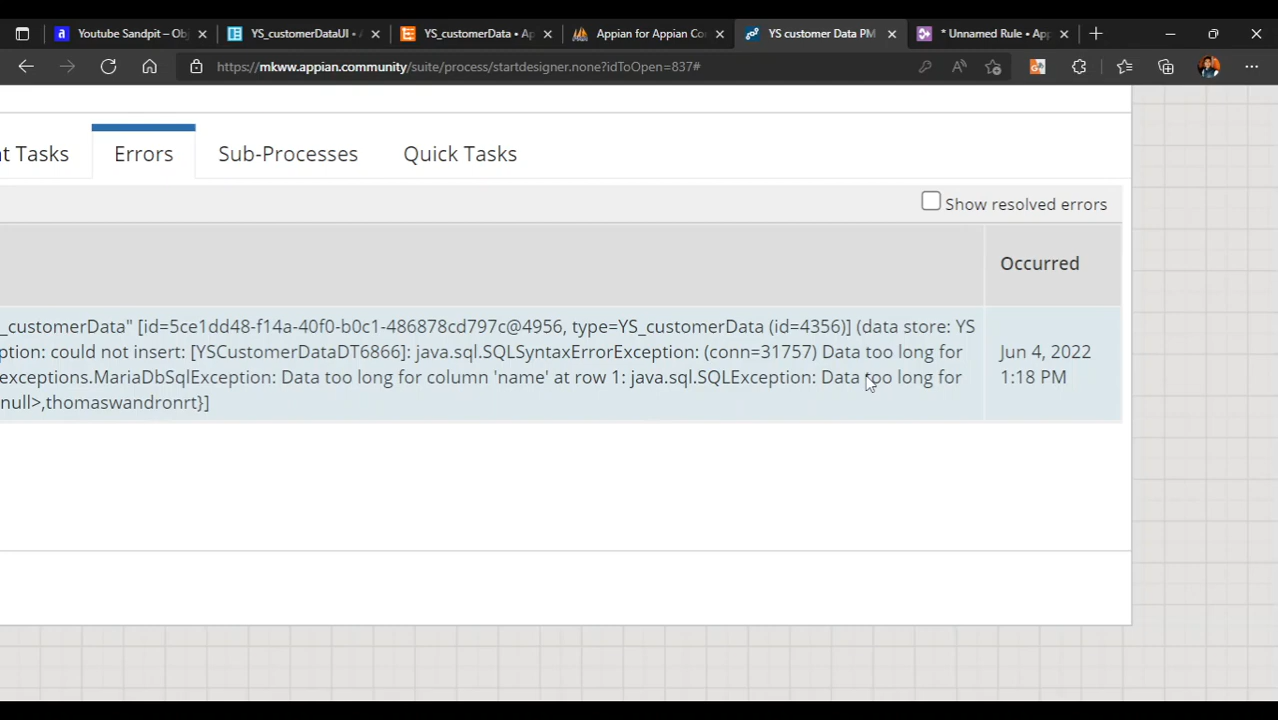 Youtube Sandpit – Obj
YS_customerDataUI • A
YS_customerData • Ap
Appian for Appian Co
YS customer Data PM
* Unnamed Rule • App
https://mkww.appian.community/suite/process/startdesigner.none?idToOpen=837#
t Tasks
Errors
Sub-Processes
Quick Tasks
Show resolved errors
Occurred
_customerData" [id=5ce1dd48-f14a-40f0-b0c1-486878cd797c@4956, type=YS_customerData (id=4356)] (data store: YS
ption: could not insert: [YSCustomerDataDT6866]: java.sql.SQLSyntaxErrorException: (conn=31757) Data too long for
exceptions.MariaDbSqlException: Data too long for column 'name' at row 1: java.sql.SQLException: Data too long for
null>,thomaswandronrt}]
Jun 4, 2022
1:18 PM